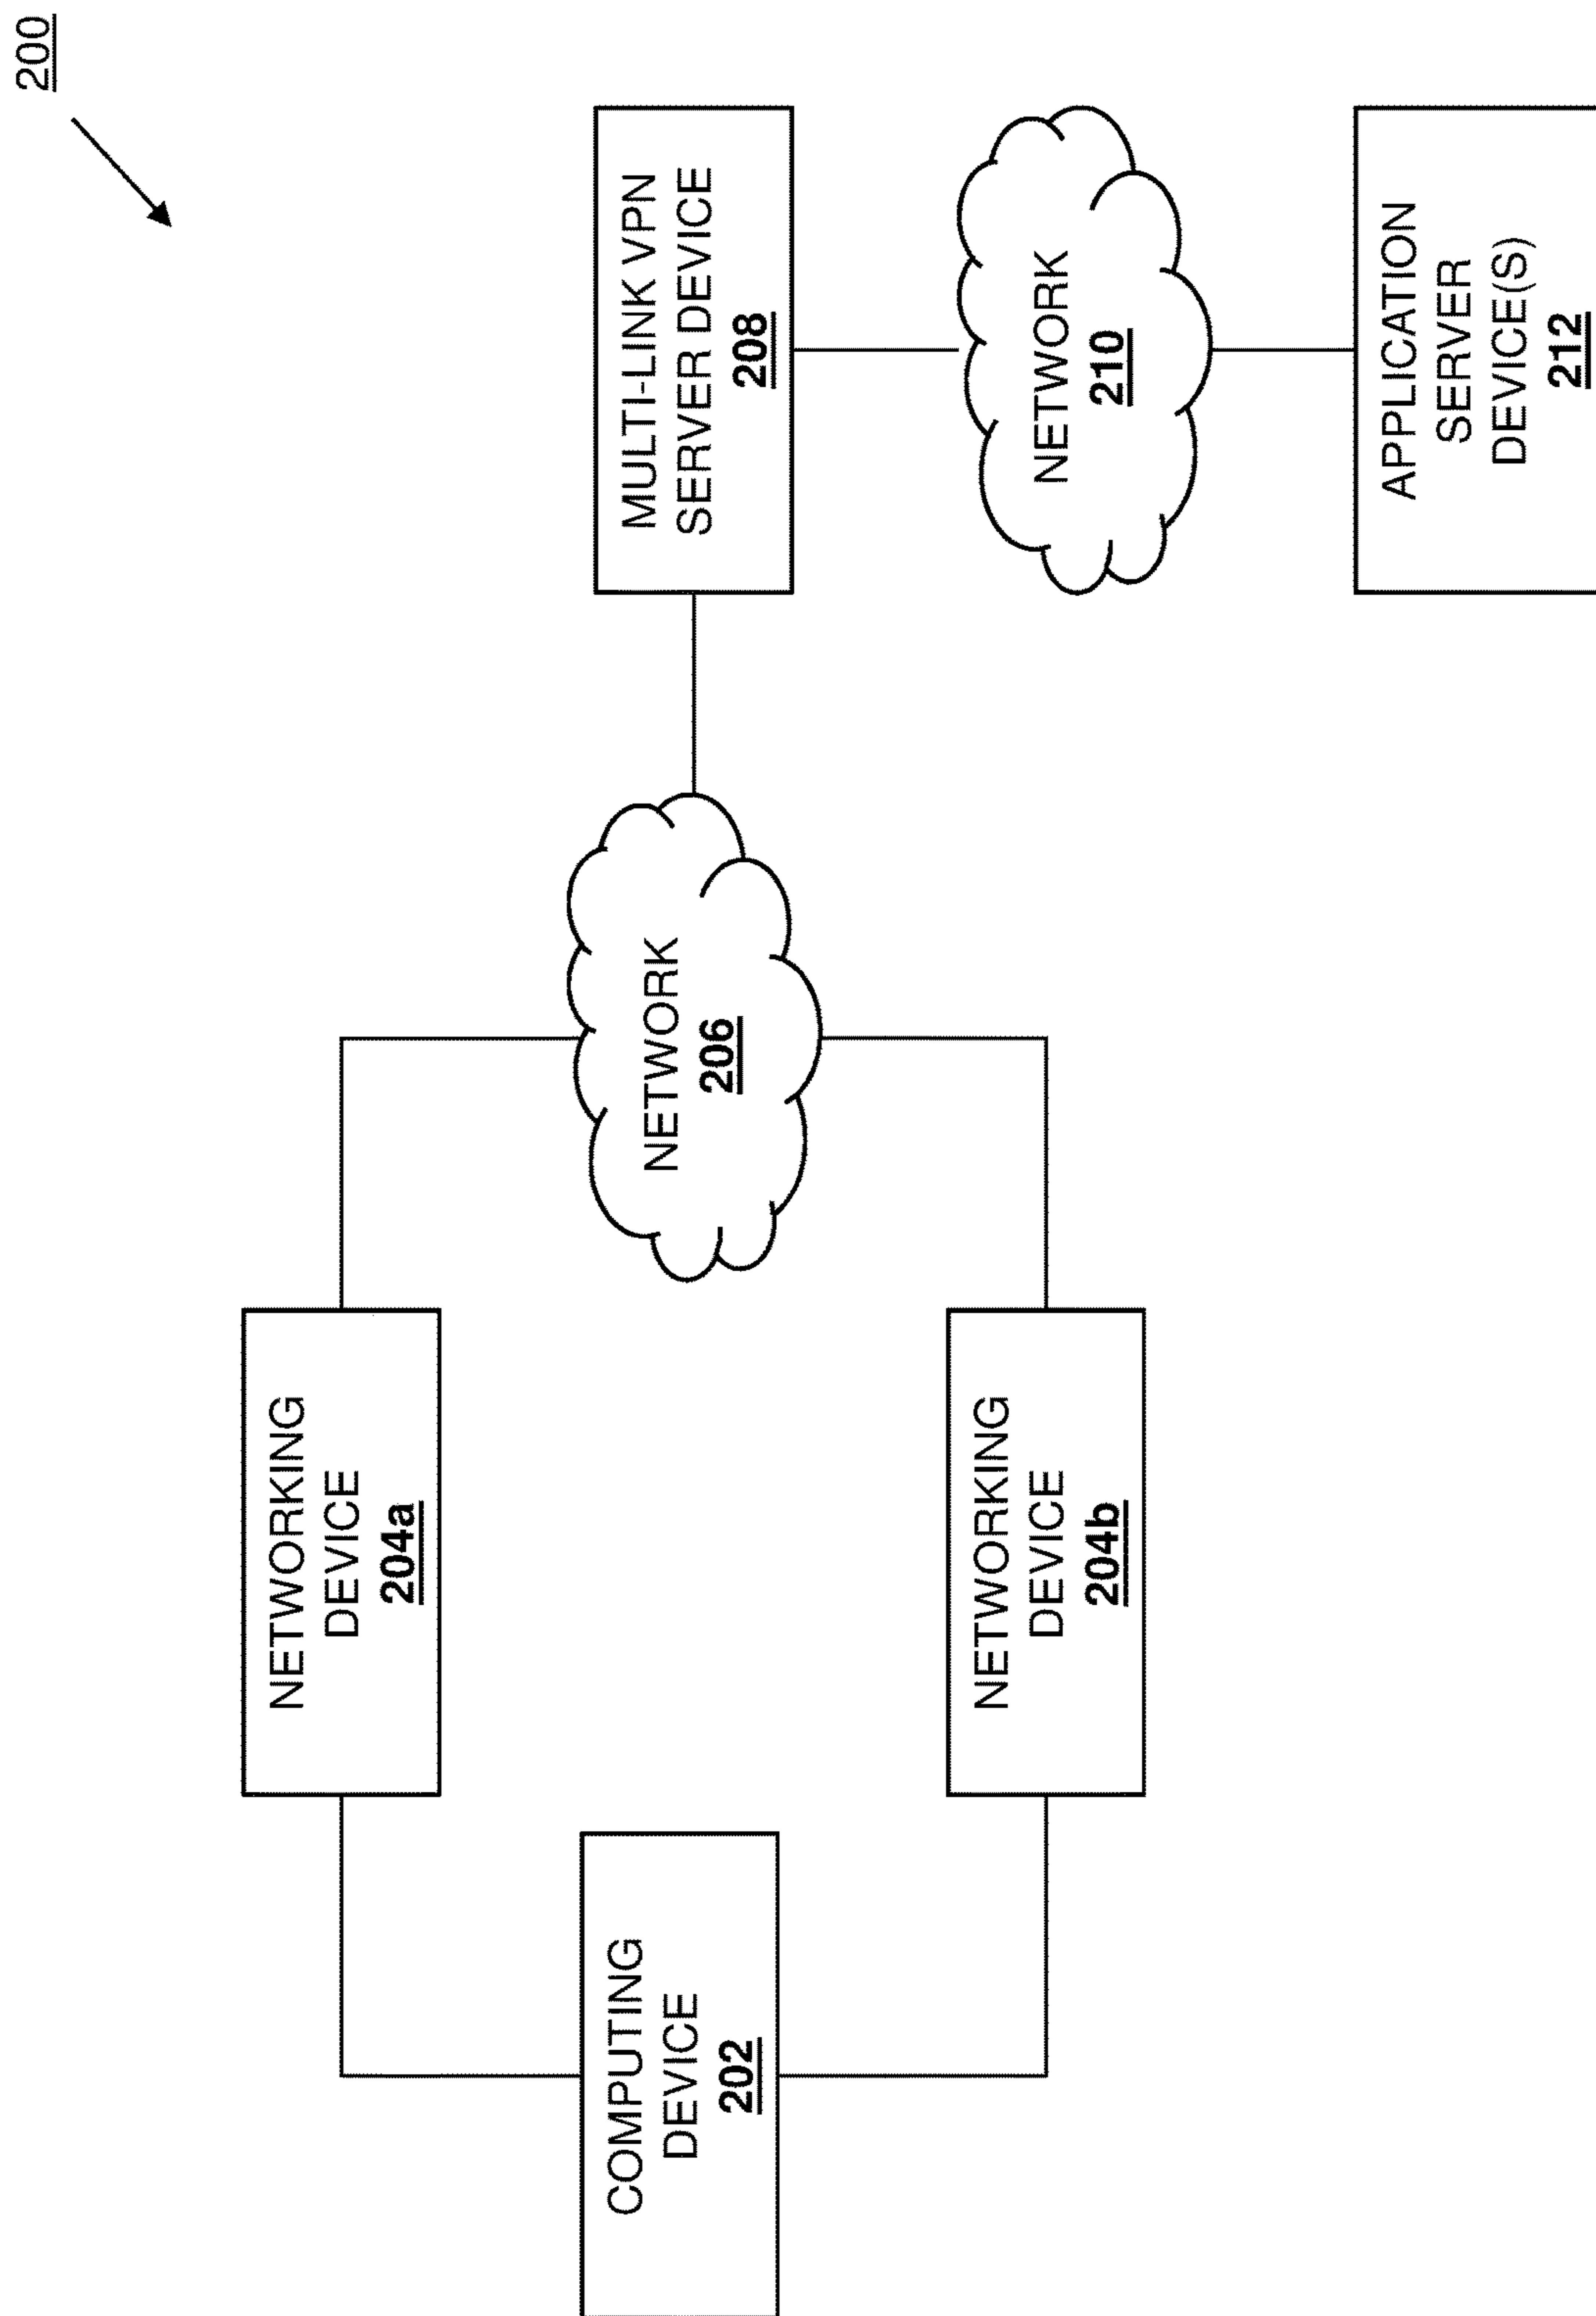 200
NETWORKING
DEVICE
204a
COMPUTING
DEVICE
202
NETWORK
206
MULTI-LINK VPN
SERVER DEVICE
208
NETWORKING
DEVICE
204b
NETWORK
210
APPLICATION
SERVER
DEVICE(S)
212